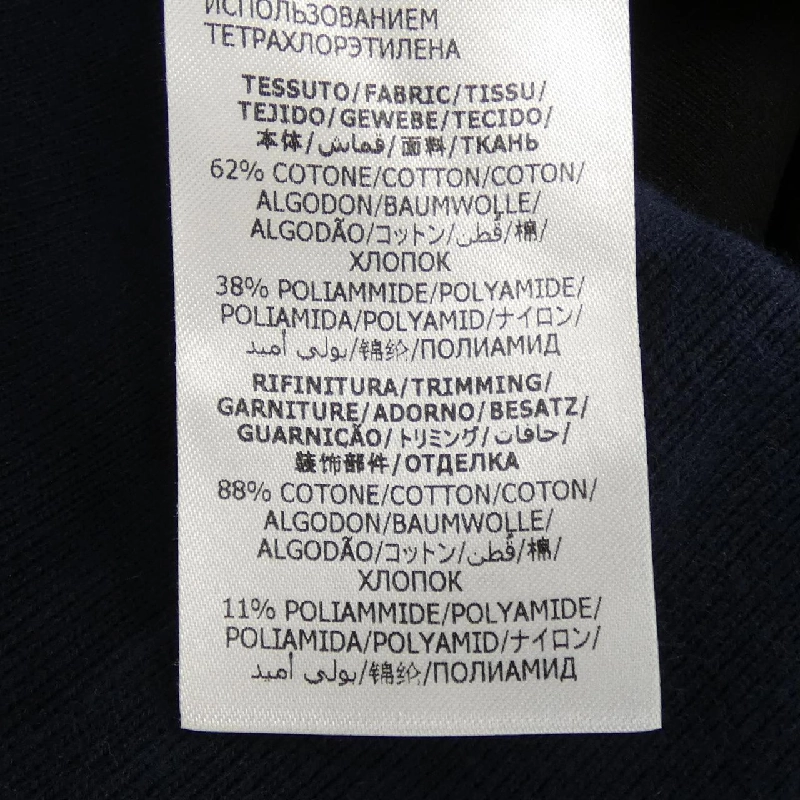 ИСПОЛЬЗОВАНИЕМ
ТЕТРАХЛОРЭТИЛЕНА
TESSUTO/FABRIC/TISSU/
TEJIDO/GEWEBE/TECIDO/
本体/قماش/面料/ТКАНЬ
62% COTONE/COTTON/COTON/
ALGODON/BAUMWOLLE/
ALGODÃO/コットン/قُطن/棉/
ХЛОПОК
38% POLIAMMIDE/POLYAMIDE/
POLIAMIDA/POLYAMID/ナイロン/
بولي أميد/锦纶/ПОЛИАМИД
RIFINITURA/TRIMMING/
GARNITURE/ADORNO/BESATZ/
GUARNIÇÃO/トリミング/حافات/
装饰部件/ОТДЕЛКА
88% COTONE/COTTON/COTON/
ALGODON/BAUMWOLLE/
ALGODÃO/コットン/قُطن/棉/
ХЛОПОК
11% POLIAMMIDE/POLYAMIDE/
POLIAMIDA/POLYAMID/ナイロン/
بولي أميد/锦纶/ПОЛИАМИД